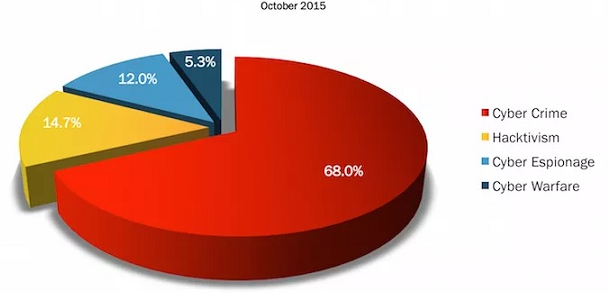 October 2015
5.3%
12.0%
14.7%
68.0%
Cyber Crime
Hacktivism
Cyber Espionage
Cyber Warfare